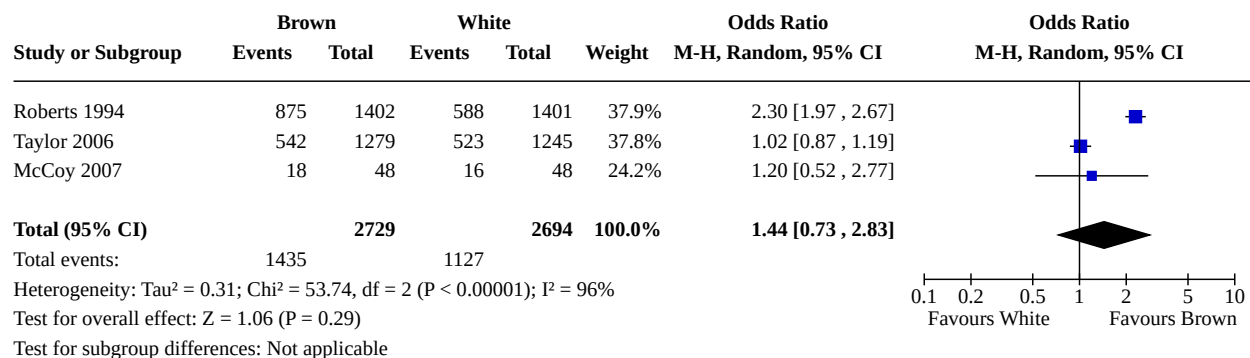 Brown White Odds Ratio Odds Ratio
Study or Subgroup Events Total Events Total Weight M-H, Random, 95% CI M-H, Random, 95% CI
Roberts 1994 875 1402 588 1401 37.9% 2.30 [1.97 , 2.67]
Taylor 2006 542 1279 523 1245 37.8% 1.02 [0.87 , 1.19]
McCoy 2007 18 48 16 48 24.2% 1.20 [0.52 , 2.77]
Total (95% CI) 2729 2694 100.0% 1.44 [0.73 , 2.83]
Total events: 1435 1127
Heterogeneity: Tau² = 0.31; Chi² = 53.74, df = 2 (P < 0.00001); I² = 96%
0.1 0.2 0.5 1 2 5 10
Test for overall effect: Z = 1.06 (P = 0.29)
Favours White Favours Brown
Test for subgroup differences: Not applicable